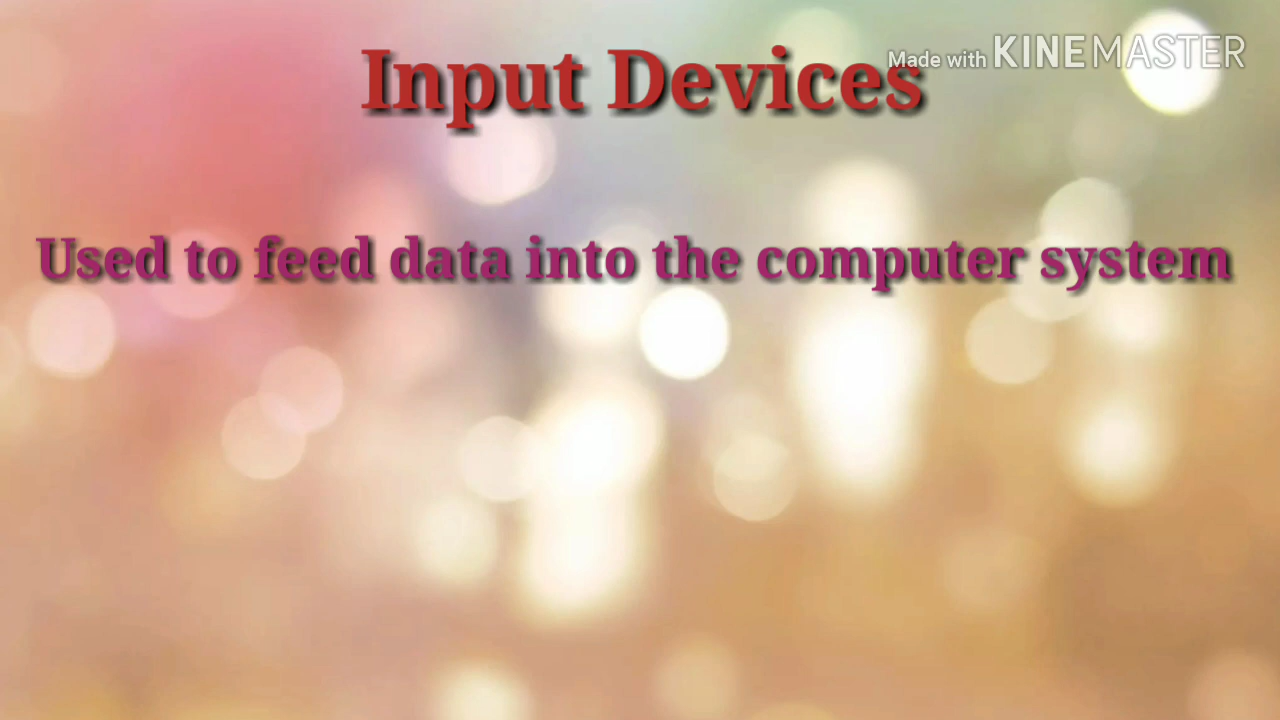 Input Devices
Made with KINEMASTER
Used to feed data into the computer system